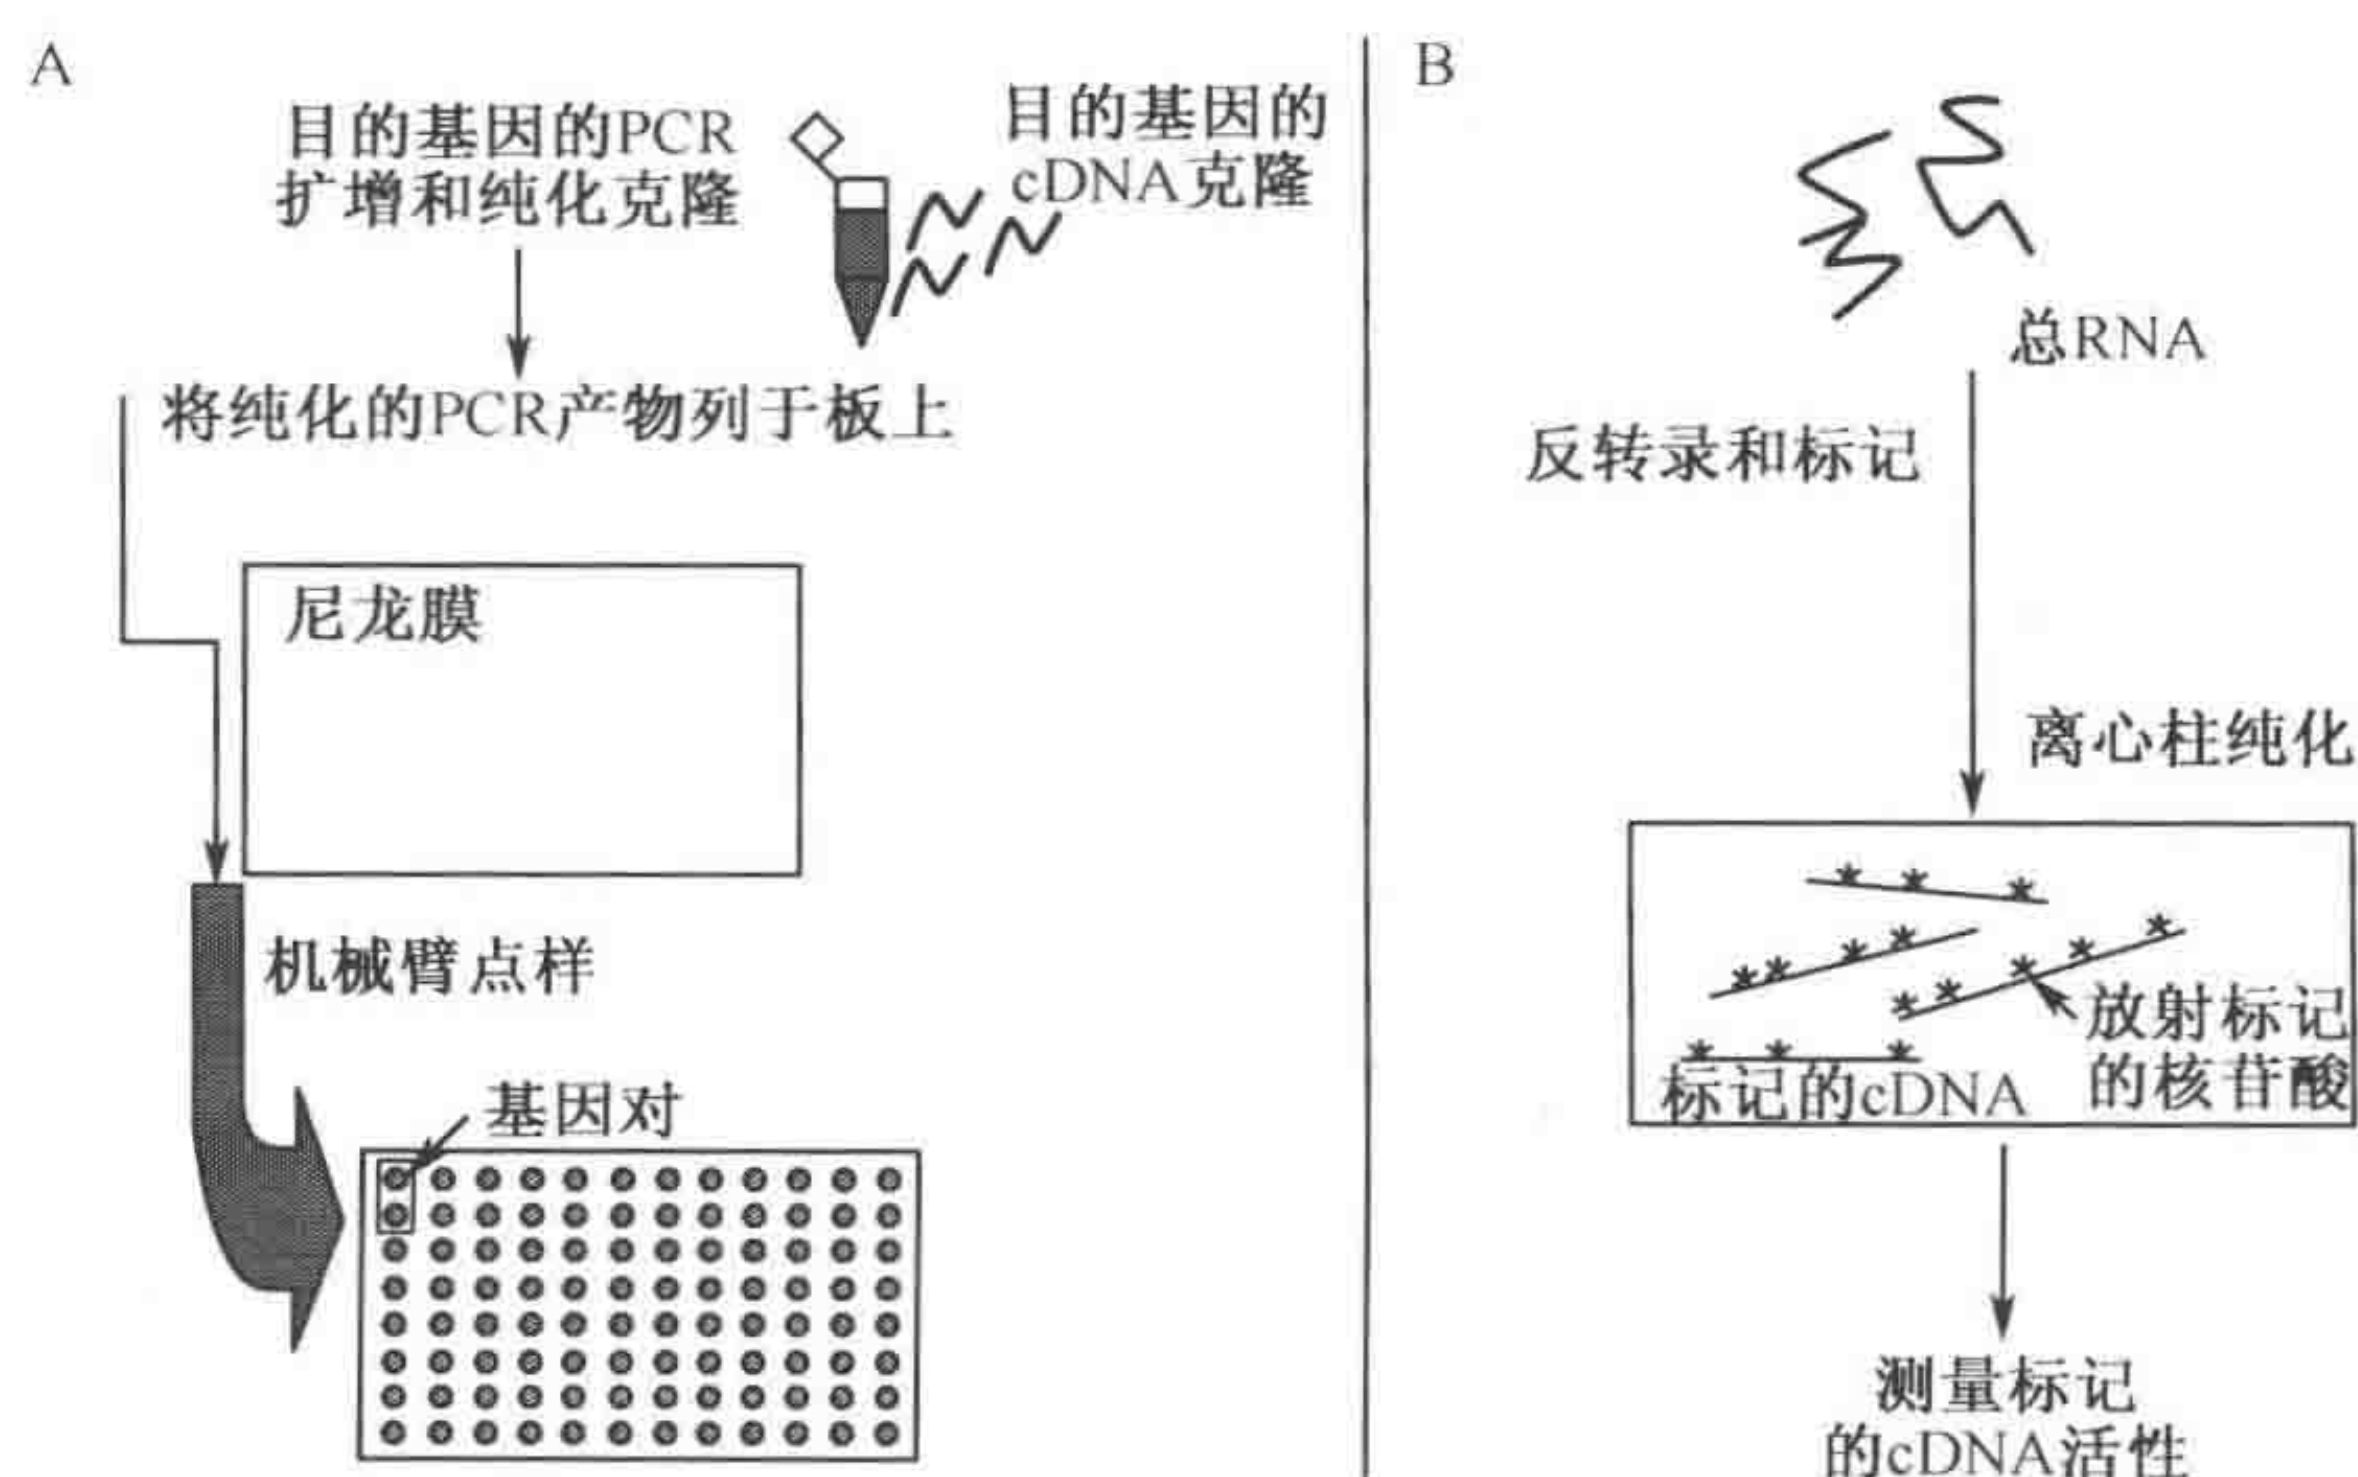 A
目的基因的PCR
扩增和纯化克隆
目的基因的
cDNA克隆
将纯化的PCR产物列于板上
尼龙膜
机械臂点样
基因对
B
总RNA
反转录和标记
离心柱纯化
放射标记
的核苷酸
标记的cDNA
测量标记
的cDNA活性